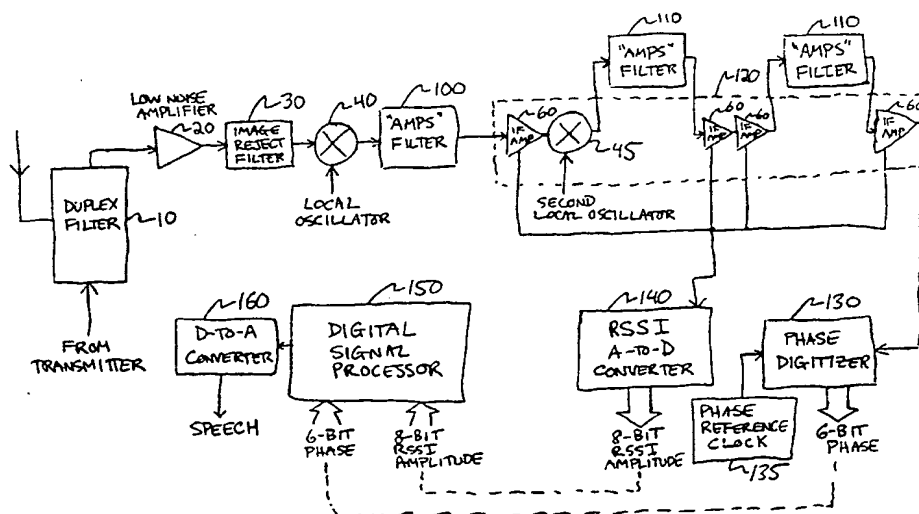 110
"AMPS"
FILTER
110
"AMPS"
FILTER
120
LOW NOISE
AMPLIFIER
20
30
IMAGE
REJECT
FILTER
40
100
"AMPS"
FILTER
60
IF
AMP
45
60
IF
AMP
60
IF
AMP
60
IF
AMP
DUPLEX
FILTER
10
LOCAL
OSCILLATOR
SECOND
LOCAL OSCILLATOR
FROM
TRANSMITTER
160
D-TO-A
CONVERTER
SPEECH
150
DIGITAL
SIGNAL
PROCESSOR
6-BIT
PHASE
8-BIT
RSSI
AMPLITUDE
140
RSSI
A-TO-D
CONVERTER
8-BIT
RSSI
AMPLITUDE
130
PHASE
DIGITIZER
PHASE
REFERENCE
CLOCK
135
6-BIT
PHASE